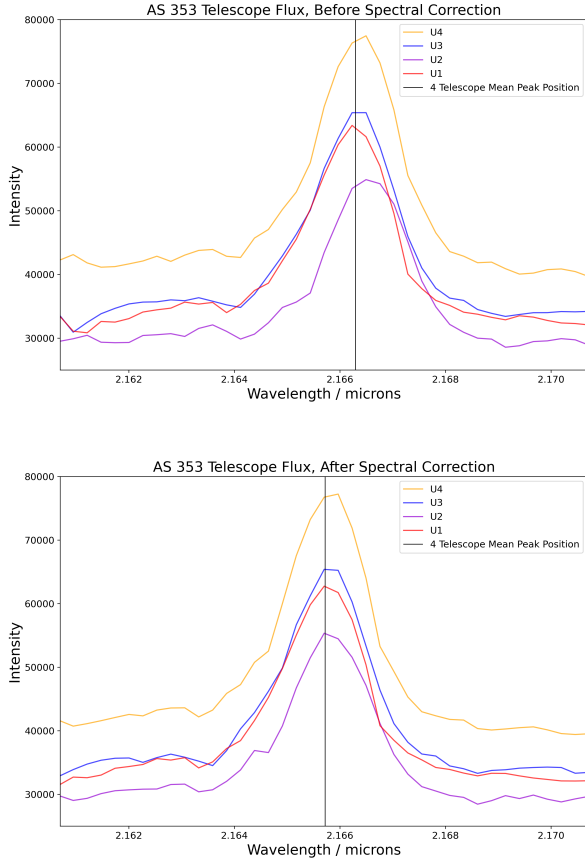 AS 353 Telescope Flux, Before Spectral Correction
80000
70000
60000
50000
40000
30000
Intensity
U4
U3
U2
U1
4 Telescope Mean Peak Position
2.162
2.164
2.166
2.168
2.170
Wavelength / microns
AS 353 Telescope Flux, After Spectral Correction
80000
70000
60000
50000
40000
30000
Intensity
U4
U3
U2
U1
4 Telescope Mean Peak Position
2.162
2.164
2.166
2.168
2.170
Wavelength / microns